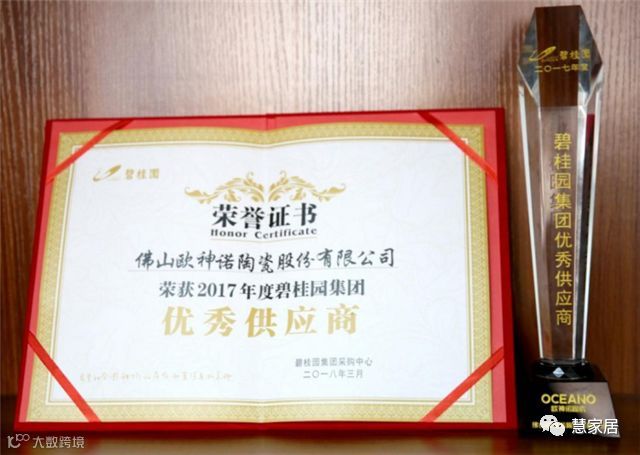 碧桂园
荣誉证书
Honor Certificate
佛山欧神诺陶瓷股份有限公司
荣获2017年度碧桂园集团
优秀供应商
碧桂园集团采购中心
二〇一八年三月
碧桂园
二〇一七年度
碧桂园集团优秀供应商
OCEANO
欧神诺陶瓷
大数跨境
慧家居